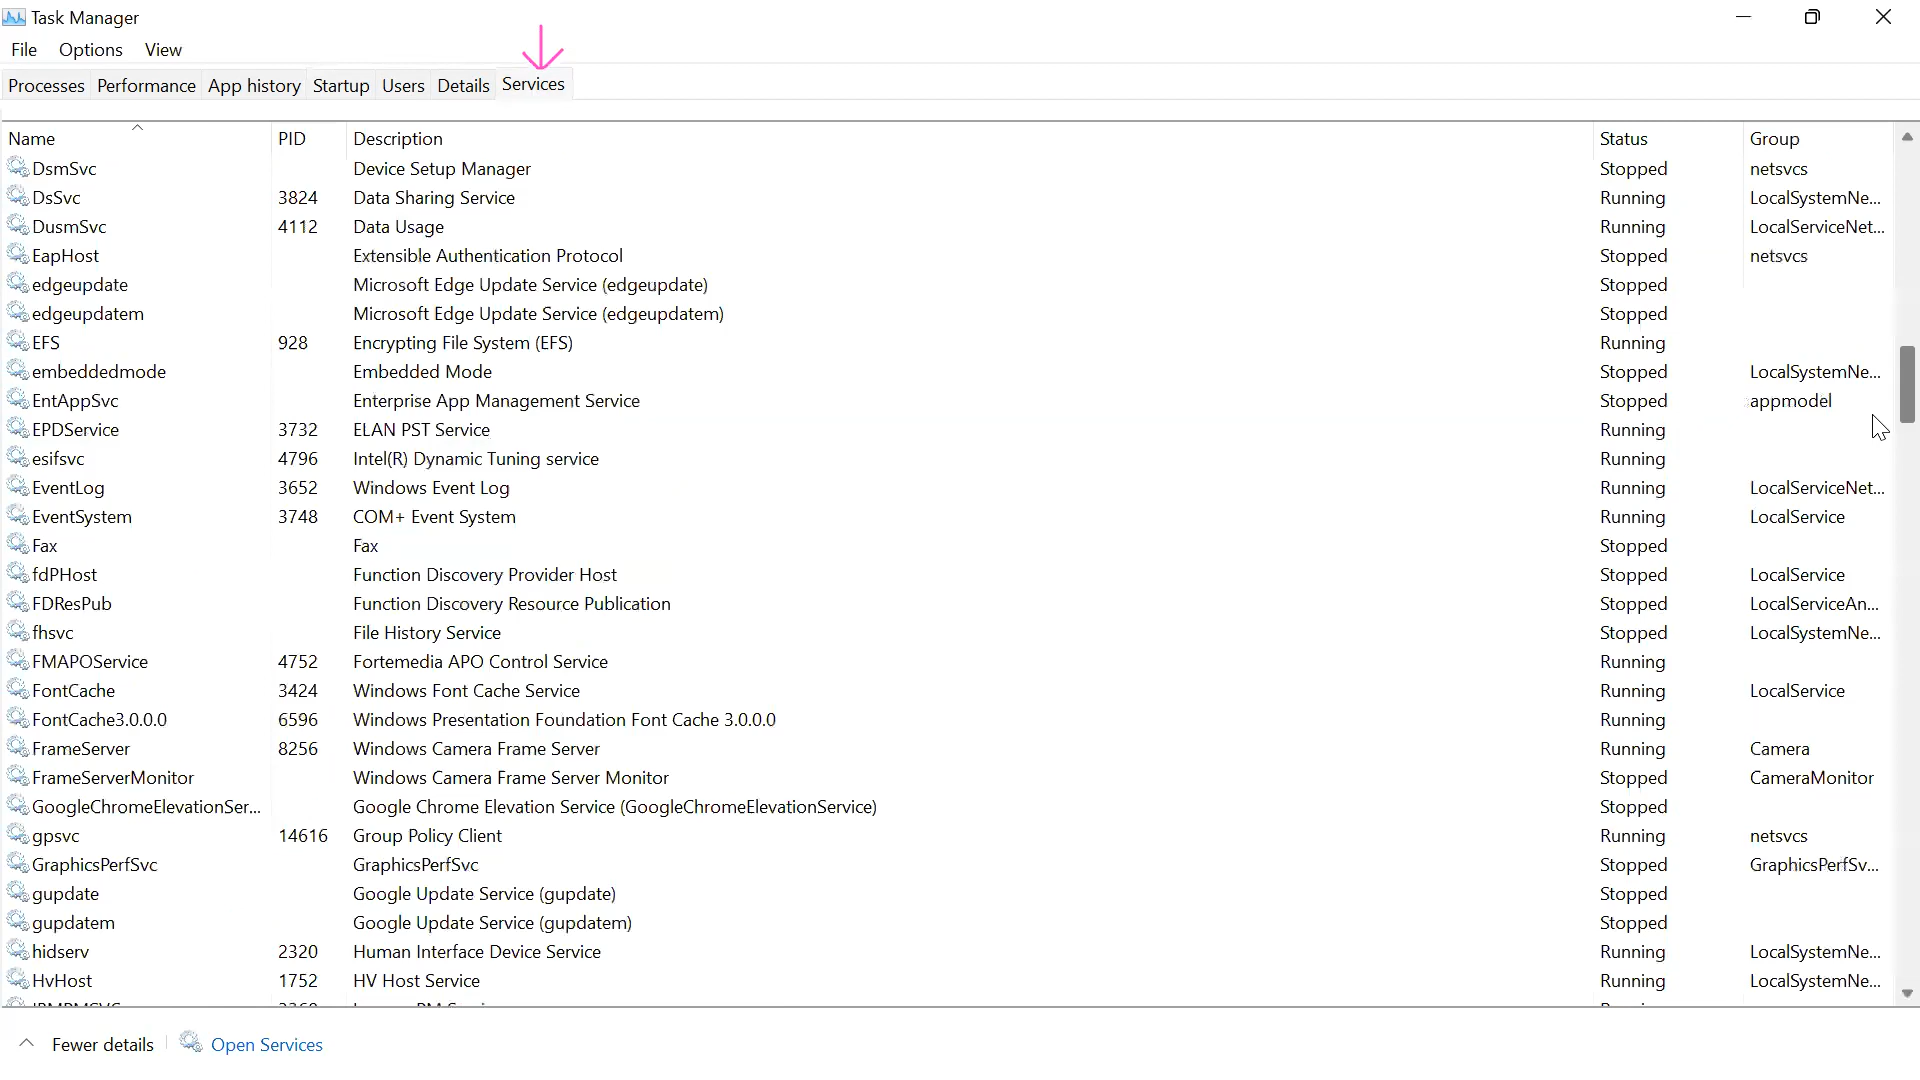 Task Manager
File Options View
Processes Performance App history Startup Users Details Services
Name PID Description Status Group
DsmSvc Device Setup Manager Stopped netsvcs
DsSvc 3824 Data Sharing Service Running LocalSystemNe...
DusmSvc 4112 Data Usage Running LocalServiceNet...
EapHost Extensible Authentication Protocol Stopped netsvcs
edgeupdate Microsoft Edge Update Service (edgeupdate) Stopped
edgeupdatem Microsoft Edge Update Service (edgeupdatem) Stopped
EFS 928 Encrypting File System (EFS) Running
embeddedmode Embedded Mode Stopped LocalSystemNe...
EntAppSvc Enterprise App Management Service Stopped appmodel
EPDService 3732 ELAN PST Service Running
esifsvc 4796 Intel(R) Dynamic Tuning service Running
EventLog 3652 Windows Event Log Running LocalServiceNet...
EventSystem 3748 COM+ Event System Running LocalService
Fax Fax Stopped
fdPHost Function Discovery Provider Host Stopped LocalService
FDResPub Function Discovery Resource Publication Stopped LocalServiceAn...
fhsvc File History Service Stopped LocalSystemNe...
FMAPOService 4752 Fortemedia APO Control Service Running
FontCache 3424 Windows Font Cache Service Running LocalService
FontCache3.0.0.0 6596 Windows Presentation Foundation Font Cache 3.0.0.0 Running
FrameServer 8256 Windows Camera Frame Server Running Camera
FrameServerMonitor Windows Camera Frame Server Monitor Stopped CameraMonitor
GoogleChromeElevationSer... Google Chrome Elevation Service (GoogleChromeElevationService) Stopped
gpsvc 14616 Group Policy Client Running netsvcs
GraphicsPerfSvc GraphicsPerfSvc Stopped GraphicsPerfSv...
gupdate Google Update Service (gupdate) Stopped
gupdatem Google Update Service (gupdatem) Stopped
hidserv 2320 Human Interface Device Service Running LocalSystemNe...
HvHost 1752 HV Host Service Running LocalSystemNe...
Fewer details Open Services